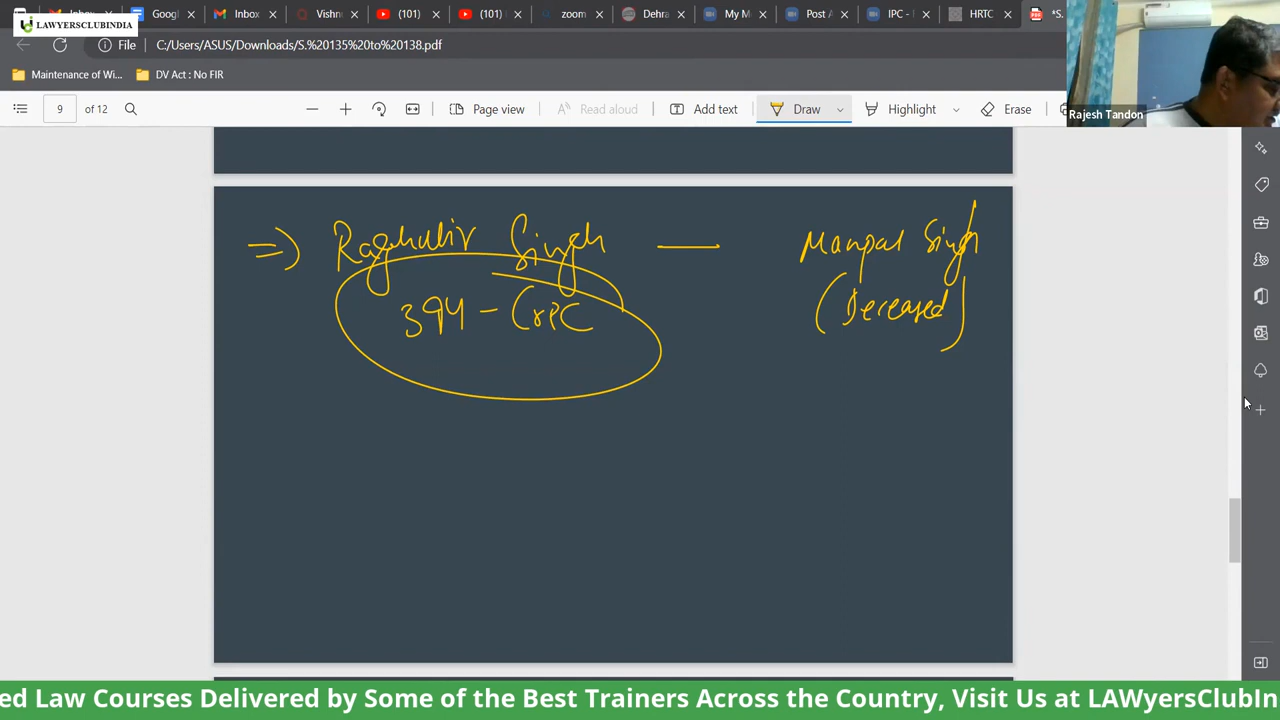 LAWYERSCLUBINDIA
Googl
Inbox
Inbox
Vishn
(101)
(101)
onom
Dehra
My M
Post
IPC -
HRTC
*S.
File
C:/Users/ASUS/Downloads/S.%20135%20to%20138.pdf
Maintenance of Wi...
DV Act : No FIR
9 of 12
Page view
Read aloud
Add text
Draw
Highlight
Erase
Rajesh Tandon
=) Raghubir Singh — Manpal Singh
394 - CrPC (Deceased)
ed Law Courses Delivered by Some of the Best Trainers Across the Country, Visit Us at LAWyersClubIn